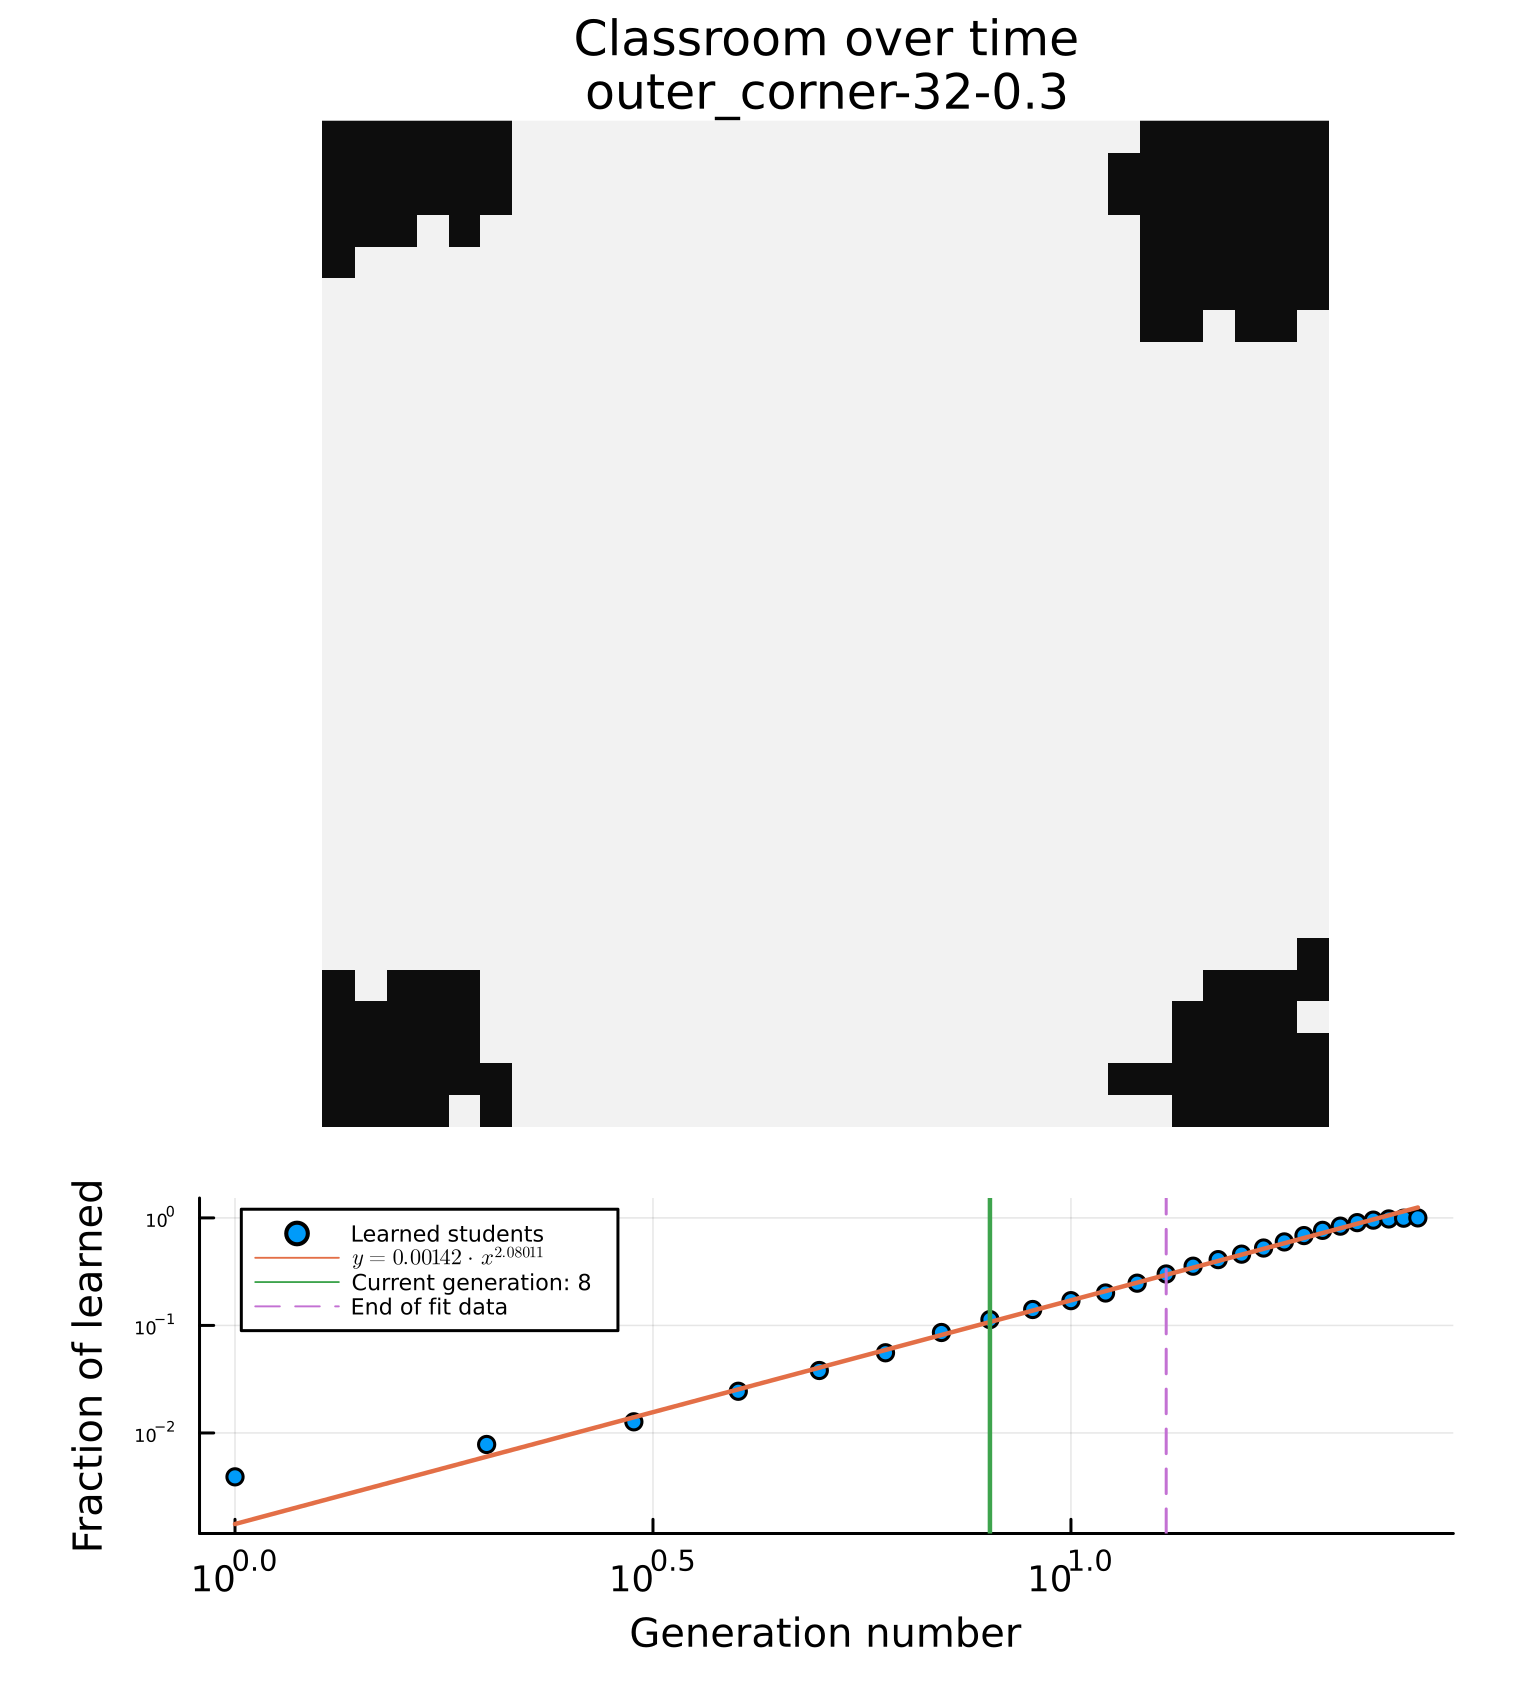 Classroom over time
outer_corner-32-0.3
Fraction of learned
10^0
10^-1
10^-2
Learned students
y = 0.00142 · x^2.08011
Current generation: 8
End of fit data
10^0.0 10^0.5 10^1.0
Generation number